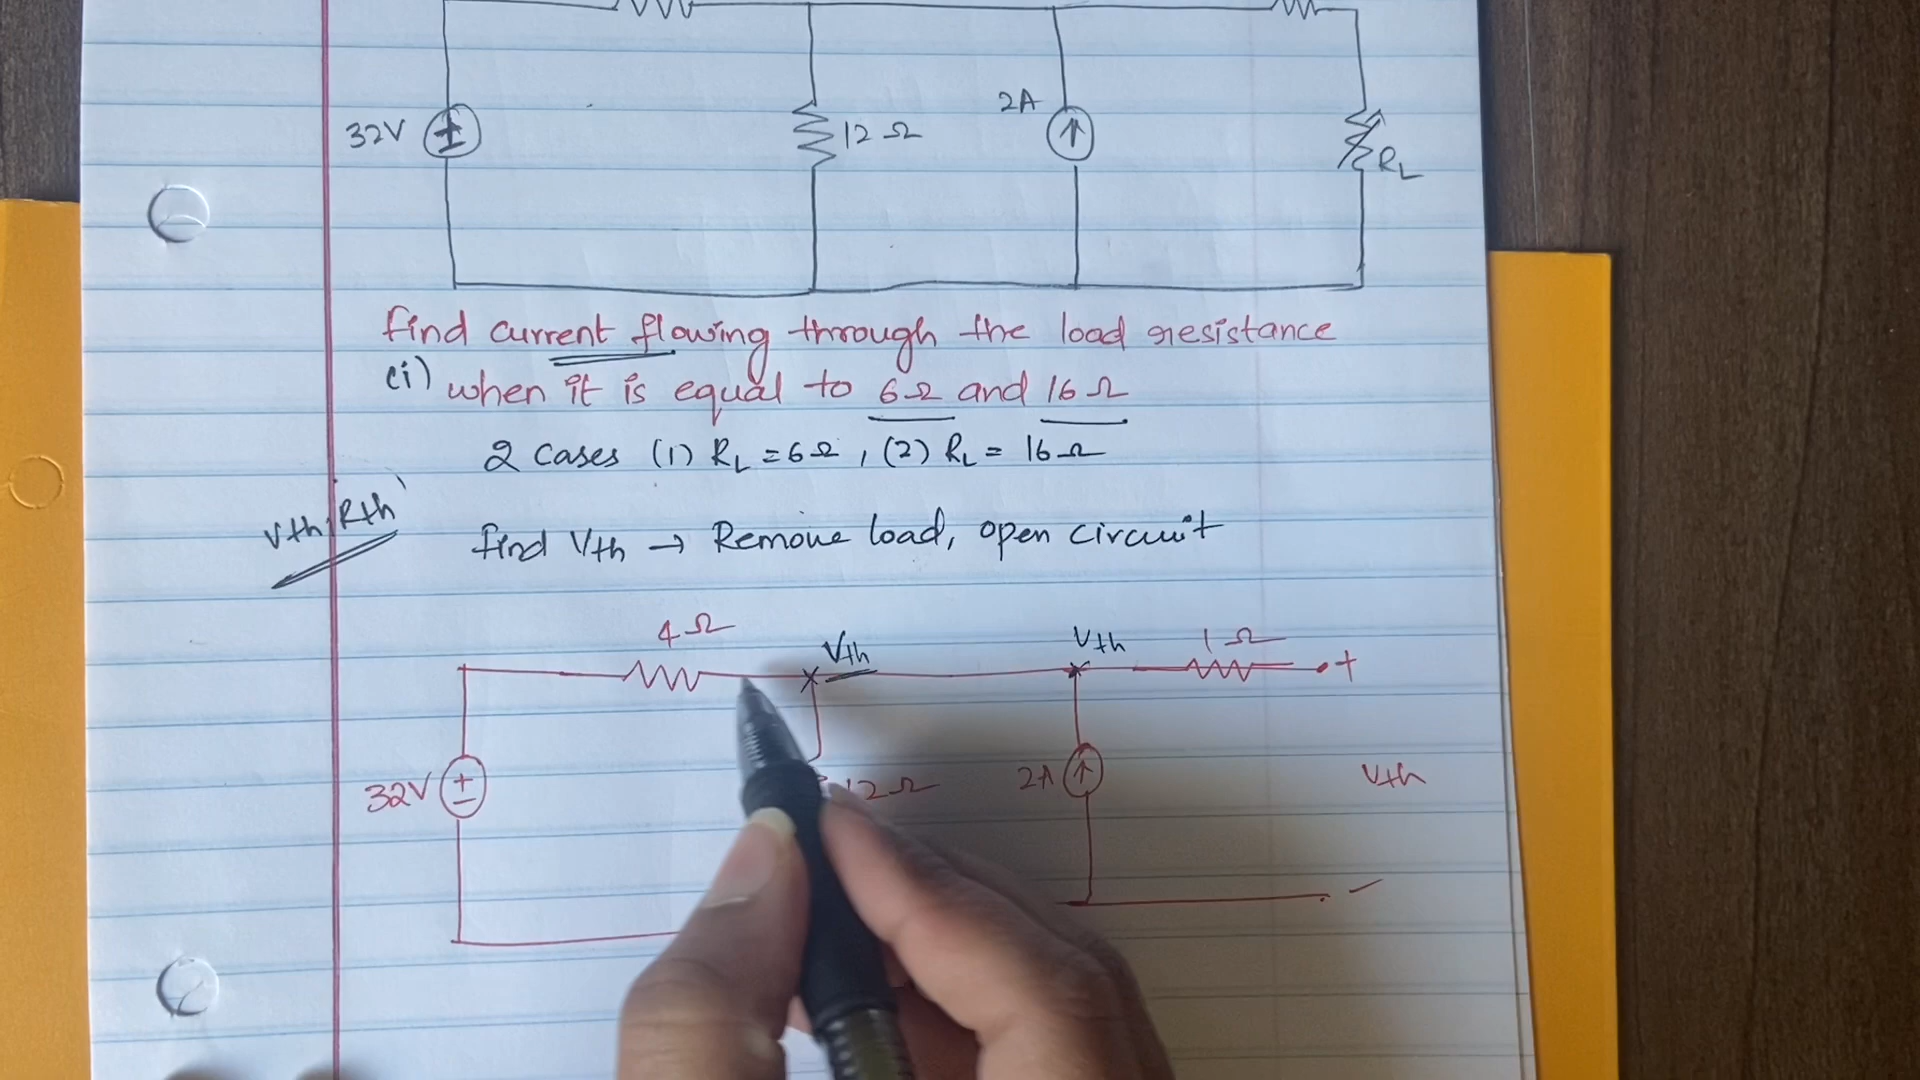 2A
32V
12 Ω
RL
find current flowing through the load resistance
(i) when it is equal to 6Ω and 16Ω
2 cases (1) RL = 6Ω, (2) RL = 16Ω
Vth, Rth
find Vth → Remove load, open circuit
4Ω
Vth
Vth
1Ω
+
32V
12Ω
2A
Vth
−